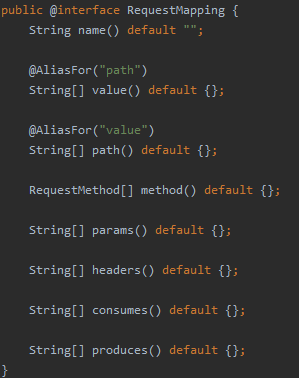 public @interface RequestMapping {
String name() default "";
@AliasFor("path")
String[] value() default {};
@AliasFor("value")
String[] path() default {};
RequestMethod[] method() default {};
String[] params() default {};
String[] headers() default {};
String[] consumes() default {};
String[] produces() default {};
}